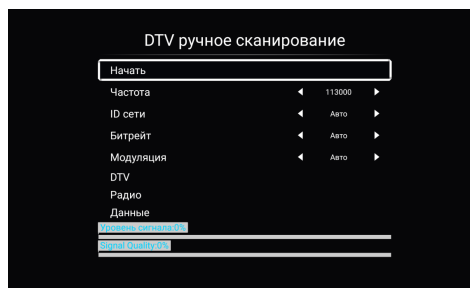 DTV ручное сканирование
Начать
Частота 113000
ID сети Авто
Битрейт Авто
Модуляция Авто
DTV
Радио
Данные
Уровень сигнала:0%
Signal Quality:0%